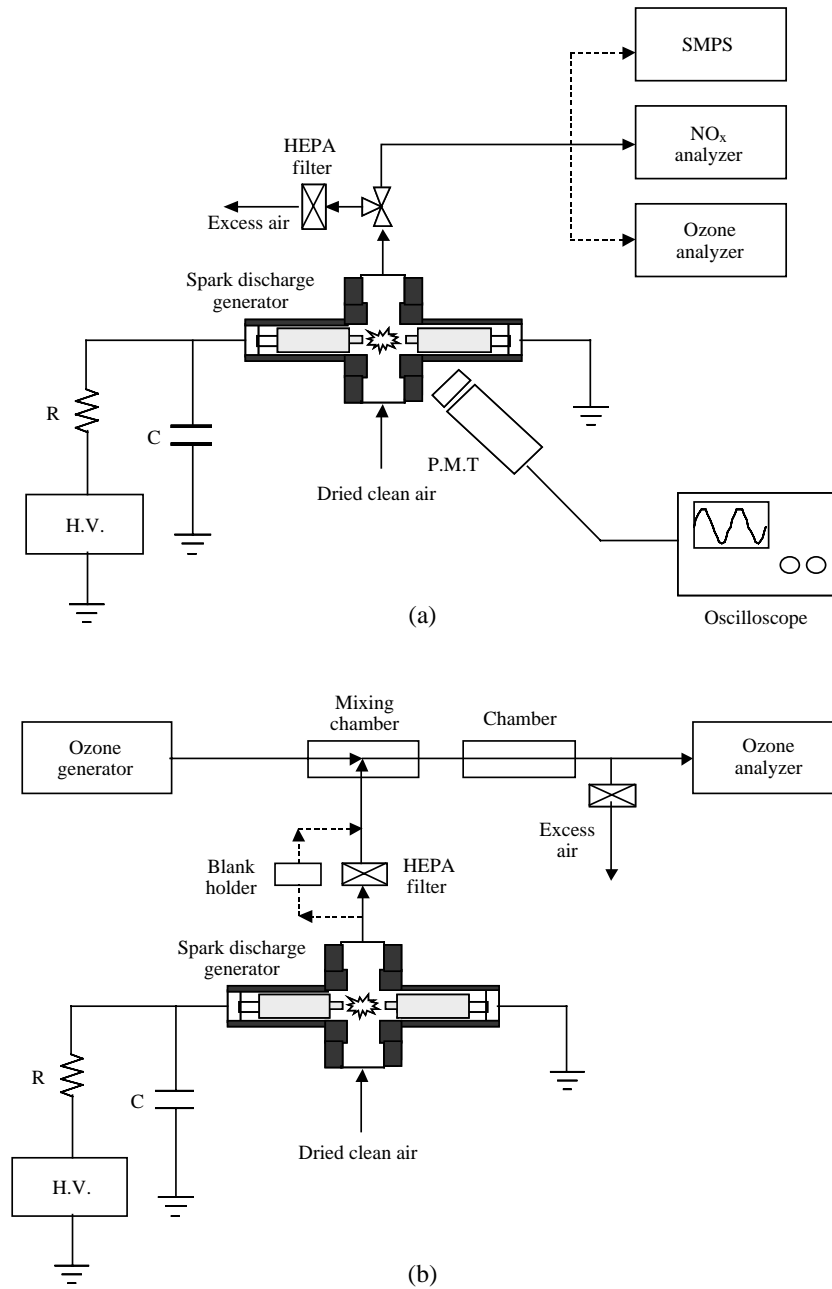 SMPS
HEPA
filter
NOx
analyzer
Excess air
Ozone
analyzer
Spark discharge
generator
R
C
P.M.T
Dried clean air
H.V.
(a)
Oscilloscope
Mixing
chamber
Chamber
Ozone
generator
Ozone
analyzer
Blank
holder
HEPA
filter
Excess
air
Spark discharge
generator
R
C
Dried clean air
H.V.
(b)